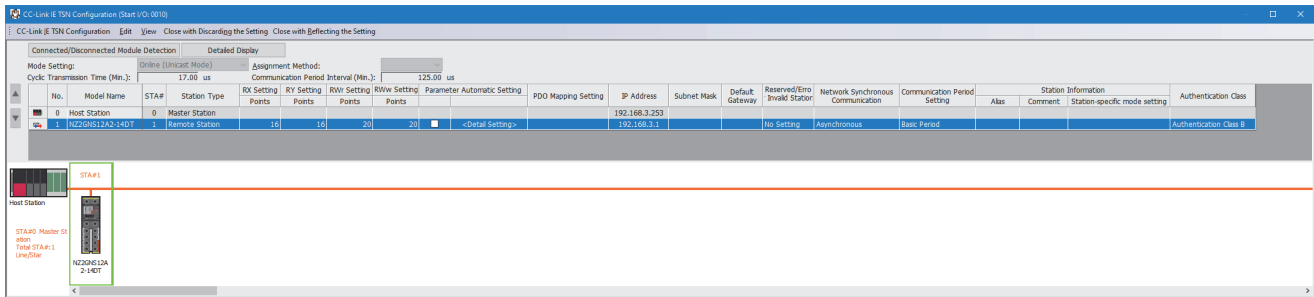 CC-Link IE TSN Configuration (Start I/O: 0010)
CC-Link IE TSN Configuration Edit View Close with Discarding the Setting Close with Reflecting the Setting
Connected/Disconnected Module Detection Detailed Display
Mode Setting: Online (Unicast Mode) Assignment Method:
Cyclic Transmission Time (Min.): 17.00 us Communication Period Interval (Min.): 125.00 us
No. Model Name STA# Station Type RX Setting RY Setting RWr Setting RWw Setting Parameter Automatic Setting PDO Mapping Setting IP Address Subnet Mask Default Gateway Reserved/Erro Invalid Station Network Synchronous Communication Communication Period Setting Station Information Authentication Class
Points Points Points Points Alias Comment Station-specific mode setting
0 Host Station 0 Master Station 192.168.3.253
1 NZ2GNS12A2-14DT 1 Remote Station 16 16 20 20 <Detail Setting> 192.168.3.1 No Setting Asynchronous Basic Period Authentication Class B
STA#1
Host Station
STA#0 Master St
ation
Total STA#:1
Line/Star
NZ2GNS12A
2-14DT